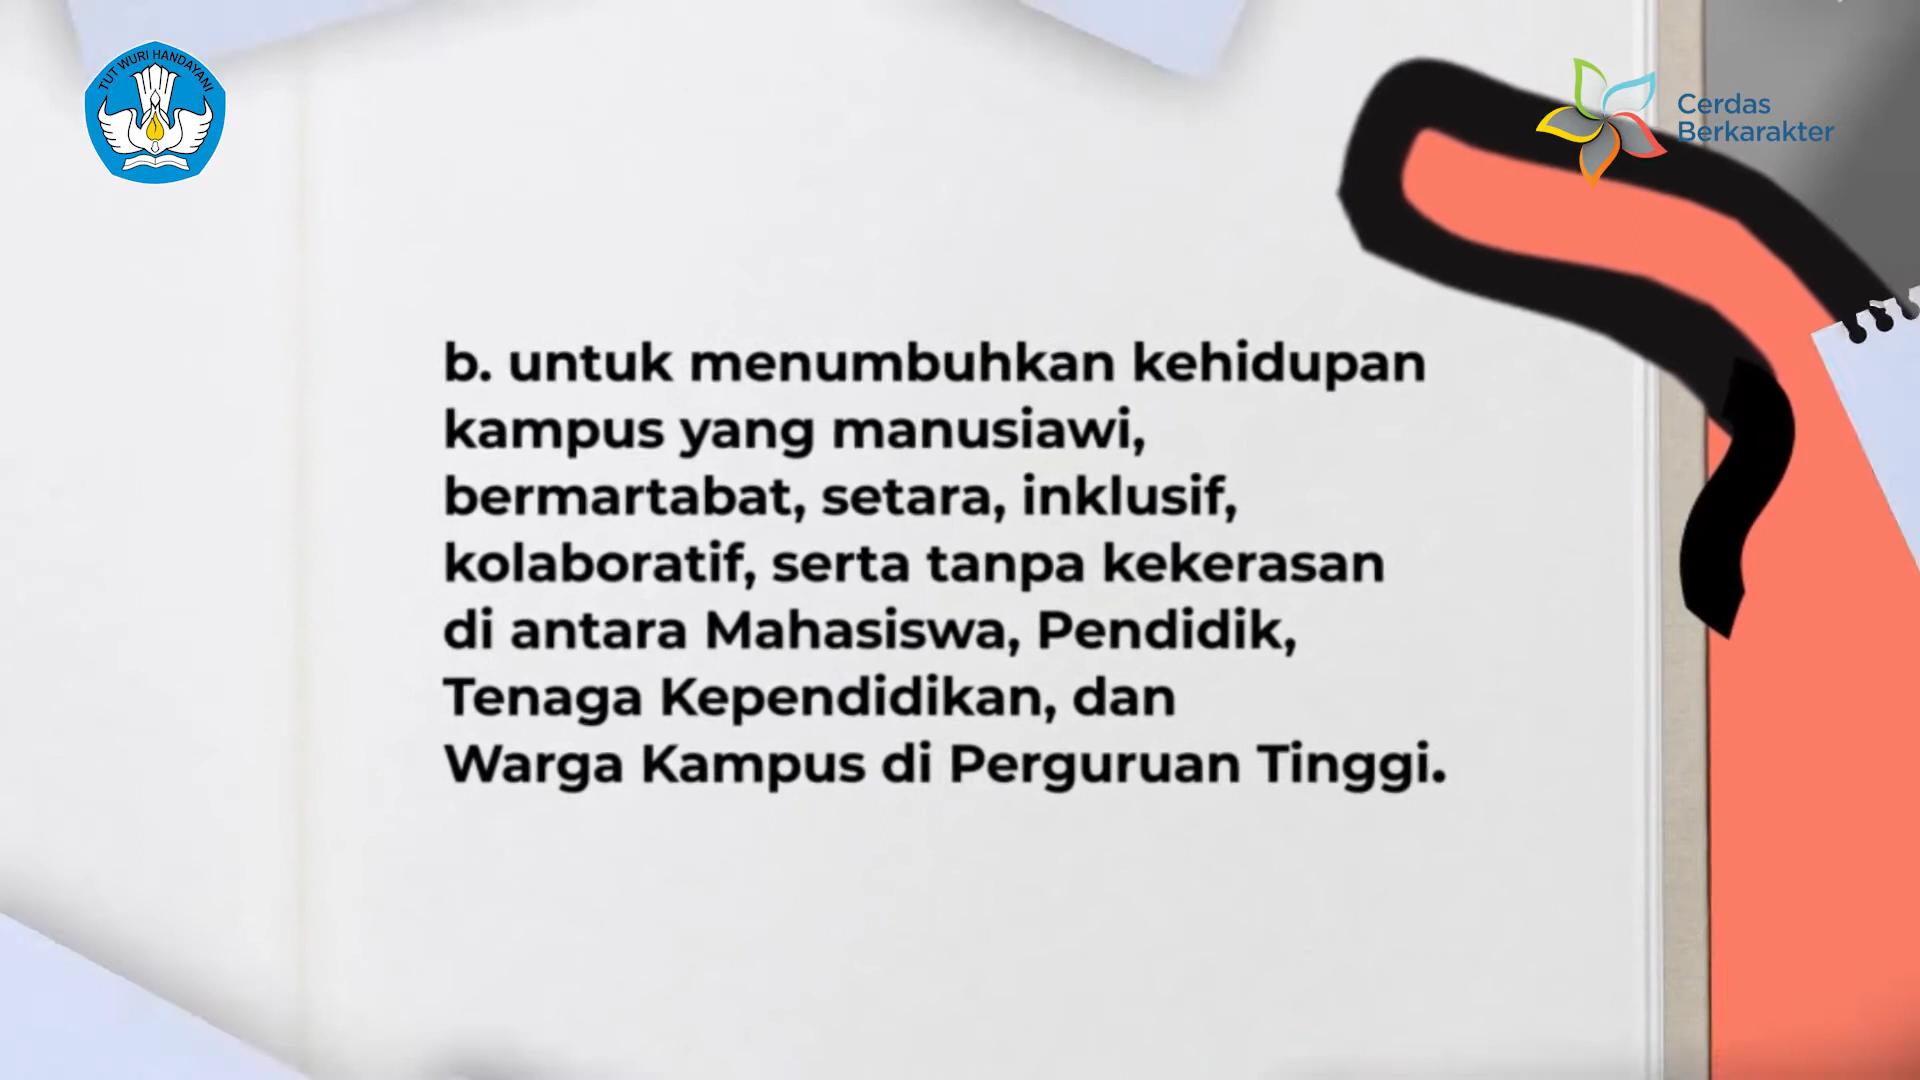 TUT WURI HANDAYANI
Cerdas
Berkarakter
b. untuk menumbuhkan kehidupan
kampus yang manusiawi,
bermartabat, setara, inklusif,
kolaboratif, serta tanpa kekerasan
di antara Mahasiswa, Pendidik,
Tenaga Kependidikan, dan
Warga Kampus di Perguruan Tinggi.